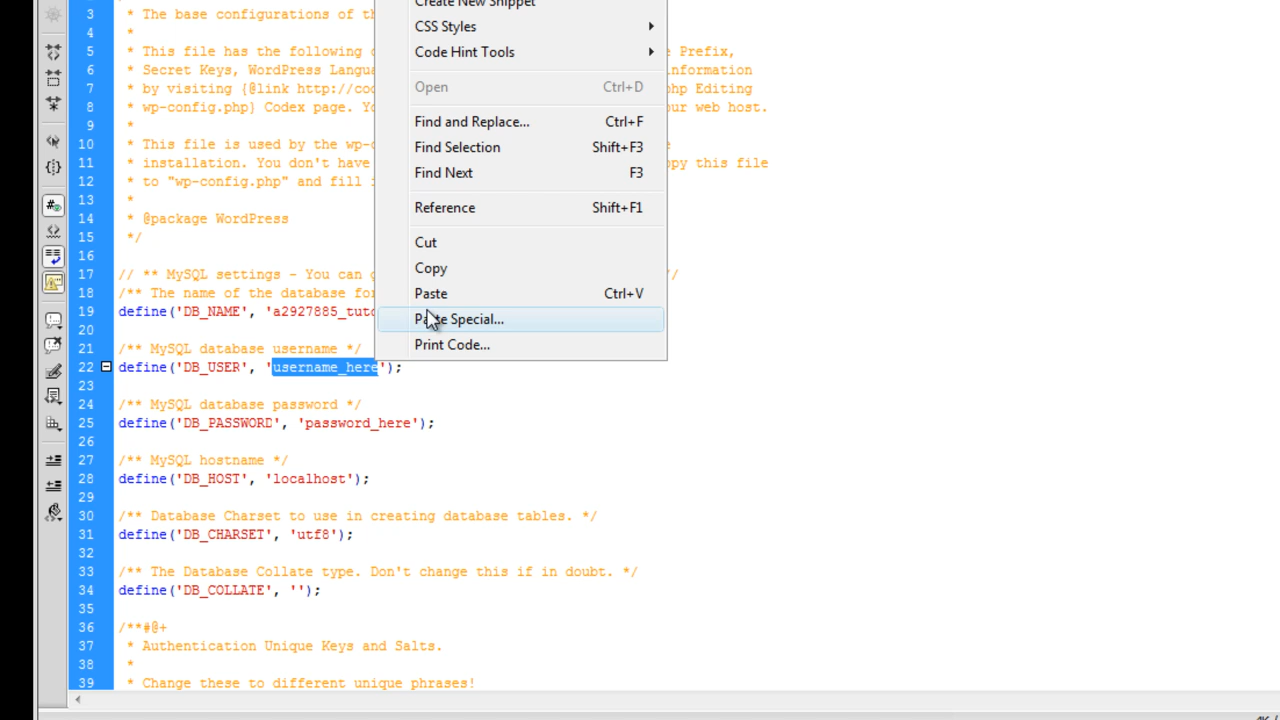 Create New Snippet
CSS Styles
Code Hint Tools
Open Ctrl+D
Find and Replace... Ctrl+F
Find Selection Shift+F3
Find Next F3
Reference Shift+F1
Cut
Copy
Paste Ctrl+V
Paste Special...
Print Code...
3 * The base configurations of th
4 *
5 * This file has the following Prefix,
6 * Secret Keys, WordPress Langua nformation
7 * by visiting {@link http://co hp Editing
8 * wp-config.php} Codex page. Yo ur web host.
9 *
10 * This file is used by the wp-c e
11 * installation. You don't have py this file
12 * to "wp-config.php" and fill i
13 *
14 * @package WordPress
15 */
16
17 // ** MySQL settings - You can g */
18 /** The name of the database for
19 define('DB_NAME', 'a2927885_tuto
20
21 /** MySQL database username */
22 define('DB_USER', 'username_here');
23
24 /** MySQL database password */
25 define('DB_PASSWORD', 'password_here');
26
27 /** MySQL hostname */
28 define('DB_HOST', 'localhost');
29
30 /** Database Charset to use in creating database tables. */
31 define('DB_CHARSET', 'utf8');
32
33 /** The Database Collate type. Don't change this if in doubt. */
34 define('DB_COLLATE', '');
35
36 /**#@+
37 * Authentication Unique Keys and Salts.
38 *
39 * Change these to different unique phrases!